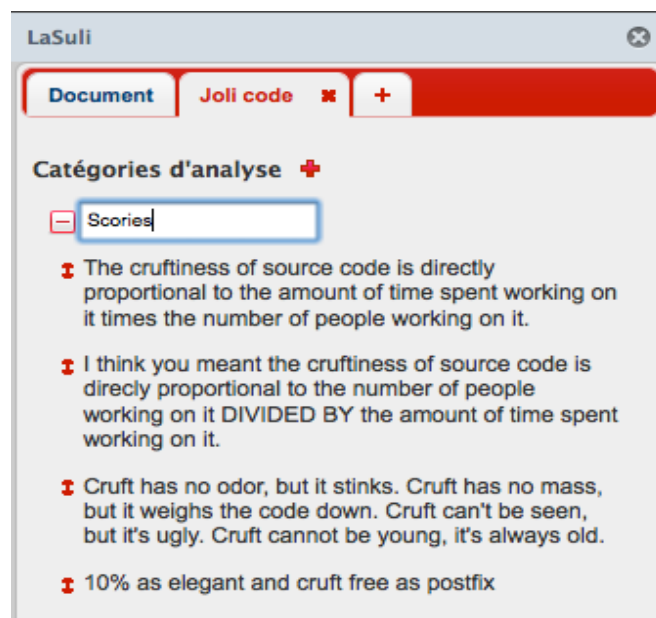 LaSuli
Document Joli code +
Catégories d'analyse
Scories
The cruftiness of source code is directly
proportional to the amount of time spent working on
it times the number of people working on it.
I think you meant the cruftiness of source code is
direcly proportional to the number of people
working on it DIVIDED BY the amount of time spent
working on it.
Cruft has no odor, but it stinks. Cruft has no mass,
but it weighs the code down. Cruft can't be seen,
but it's ugly. Cruft cannot be young, it's always old.
10% as elegant and cruft free as postfix